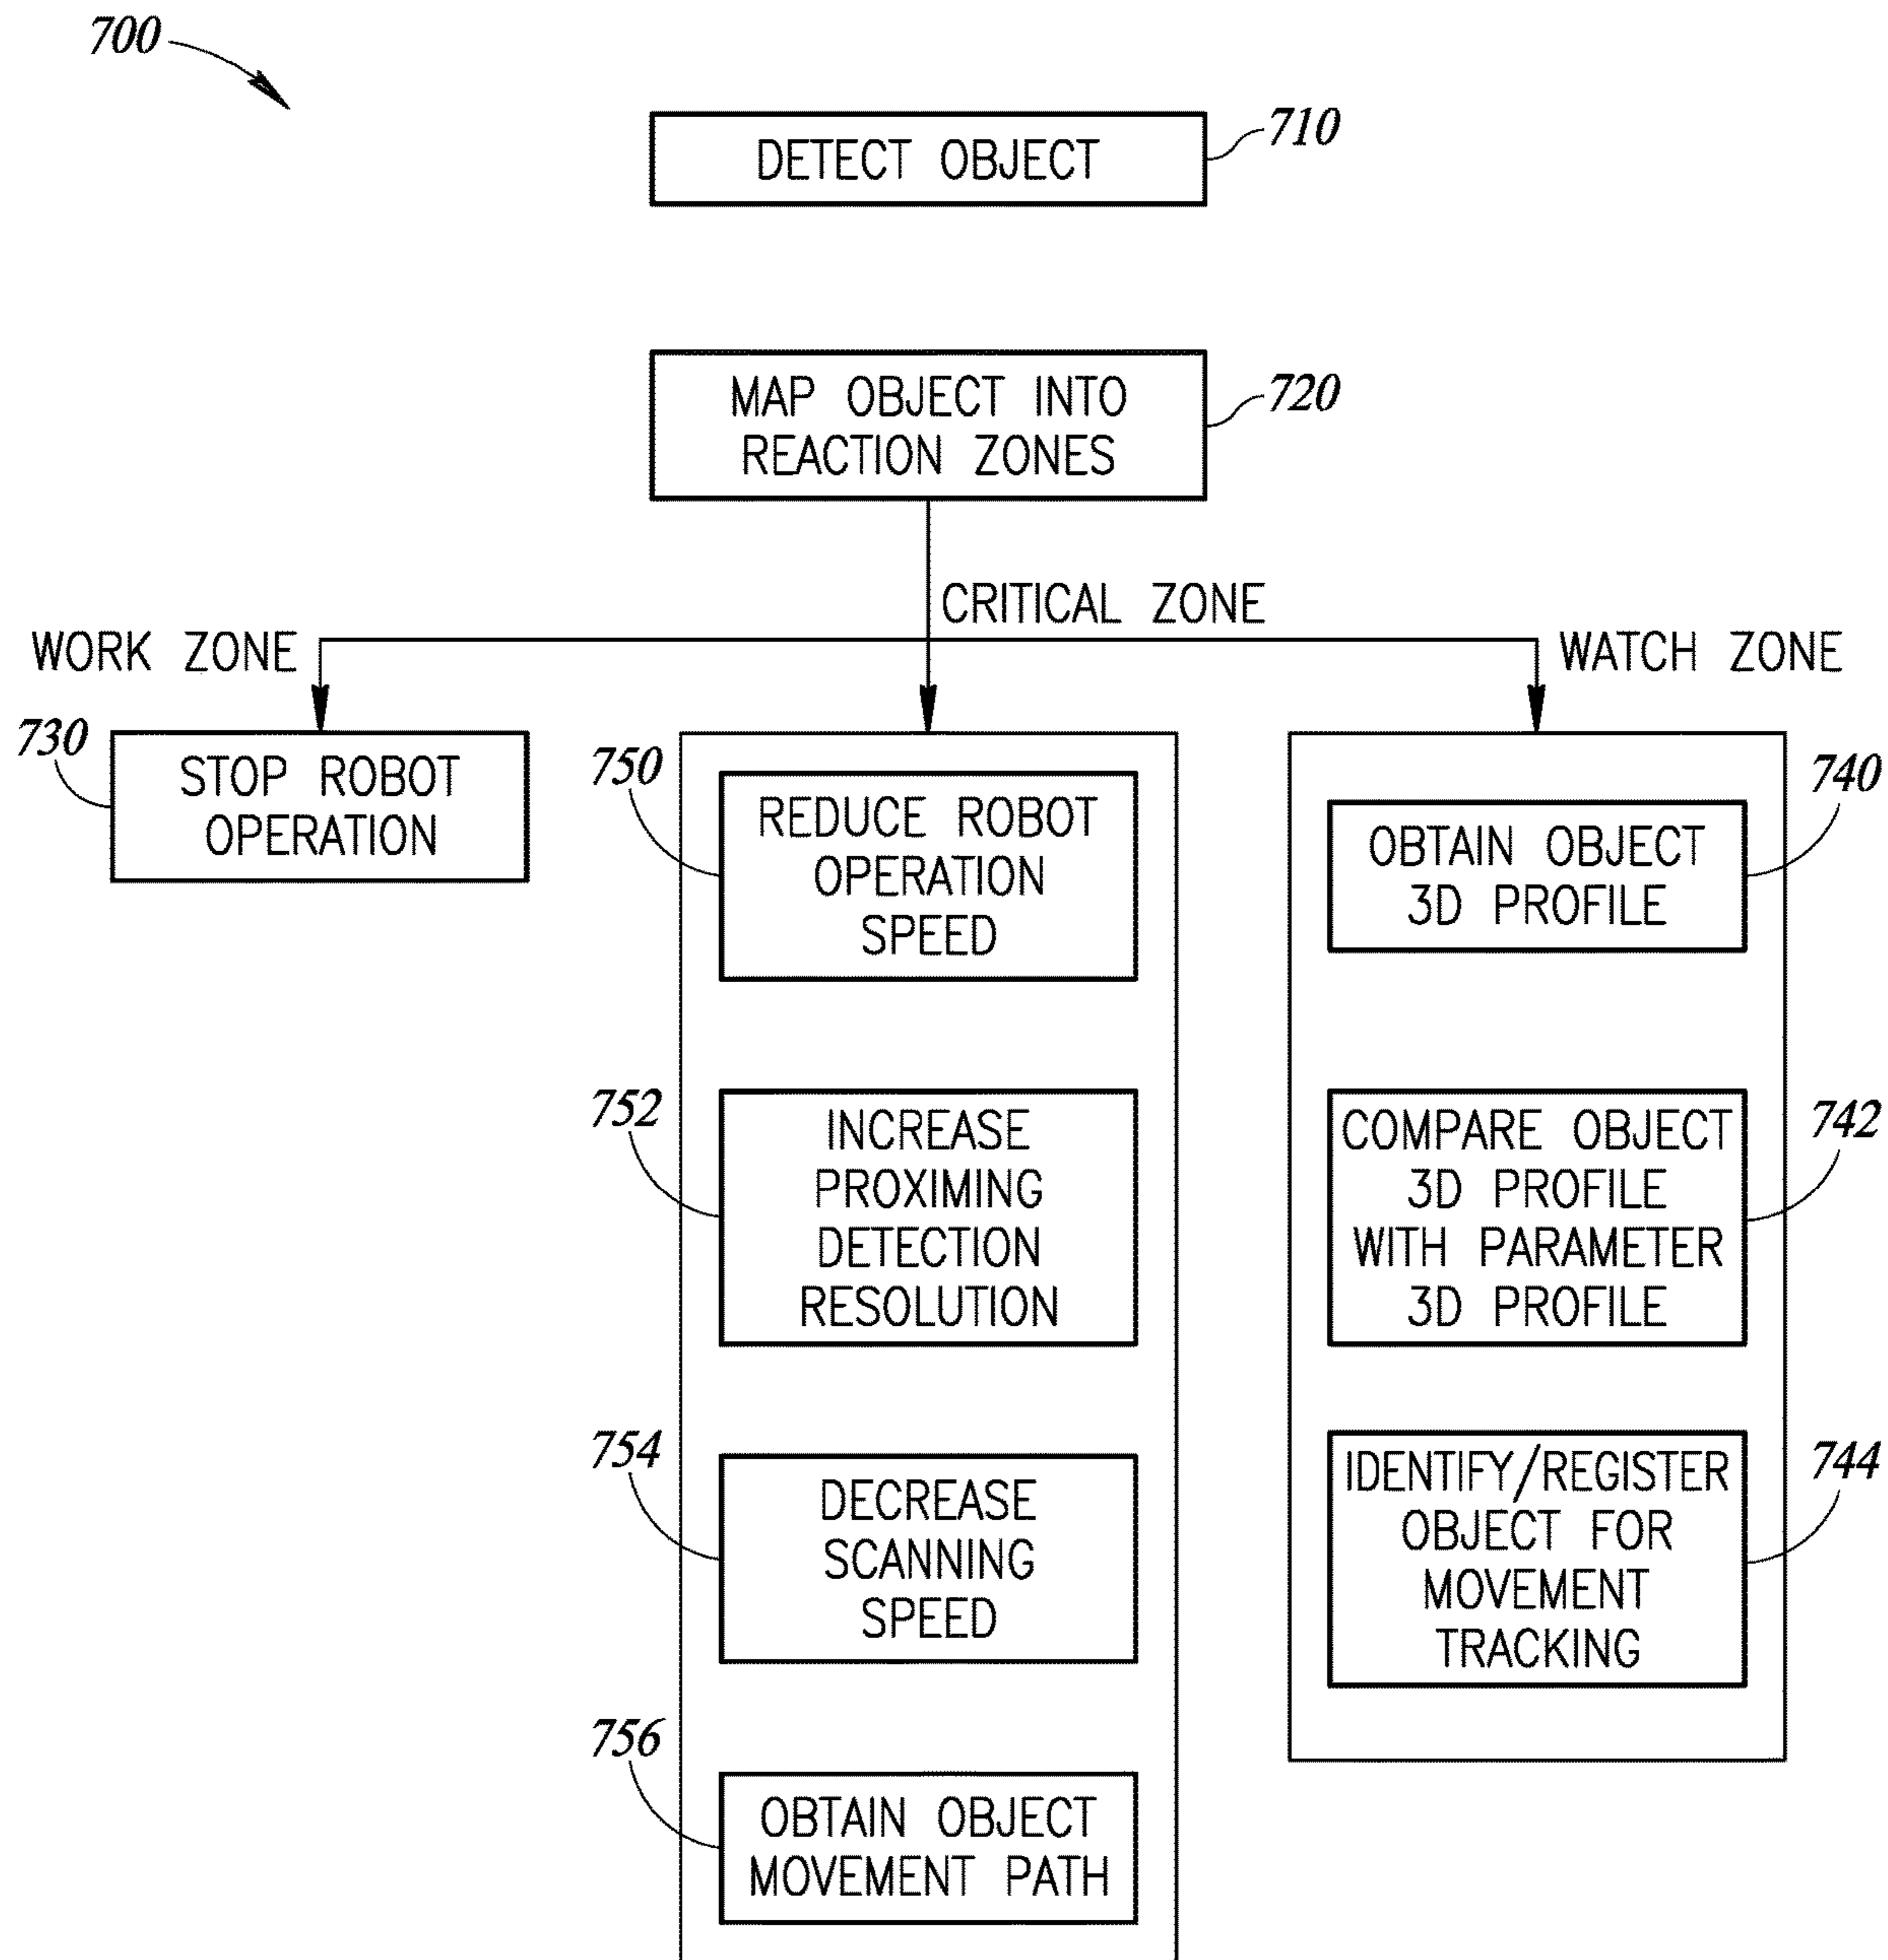 700
DETECT OBJECT
710
MAP OBJECT INTO
REACTION ZONES
720
WORK ZONE
CRITICAL ZONE
WATCH ZONE
730
STOP ROBOT
OPERATION
750
REDUCE ROBOT
OPERATION
SPEED
752
INCREASE
PROXIMING
DETECTION
RESOLUTION
754
DECREASE
SCANNING
SPEED
756
OBTAIN OBJECT
MOVEMENT PATH
740
OBTAIN OBJECT
3D PROFILE
742
COMPARE OBJECT
3D PROFILE
WITH PARAMETER
3D PROFILE
744
IDENTIFY/REGISTER
OBJECT FOR
MOVEMENT
TRACKING